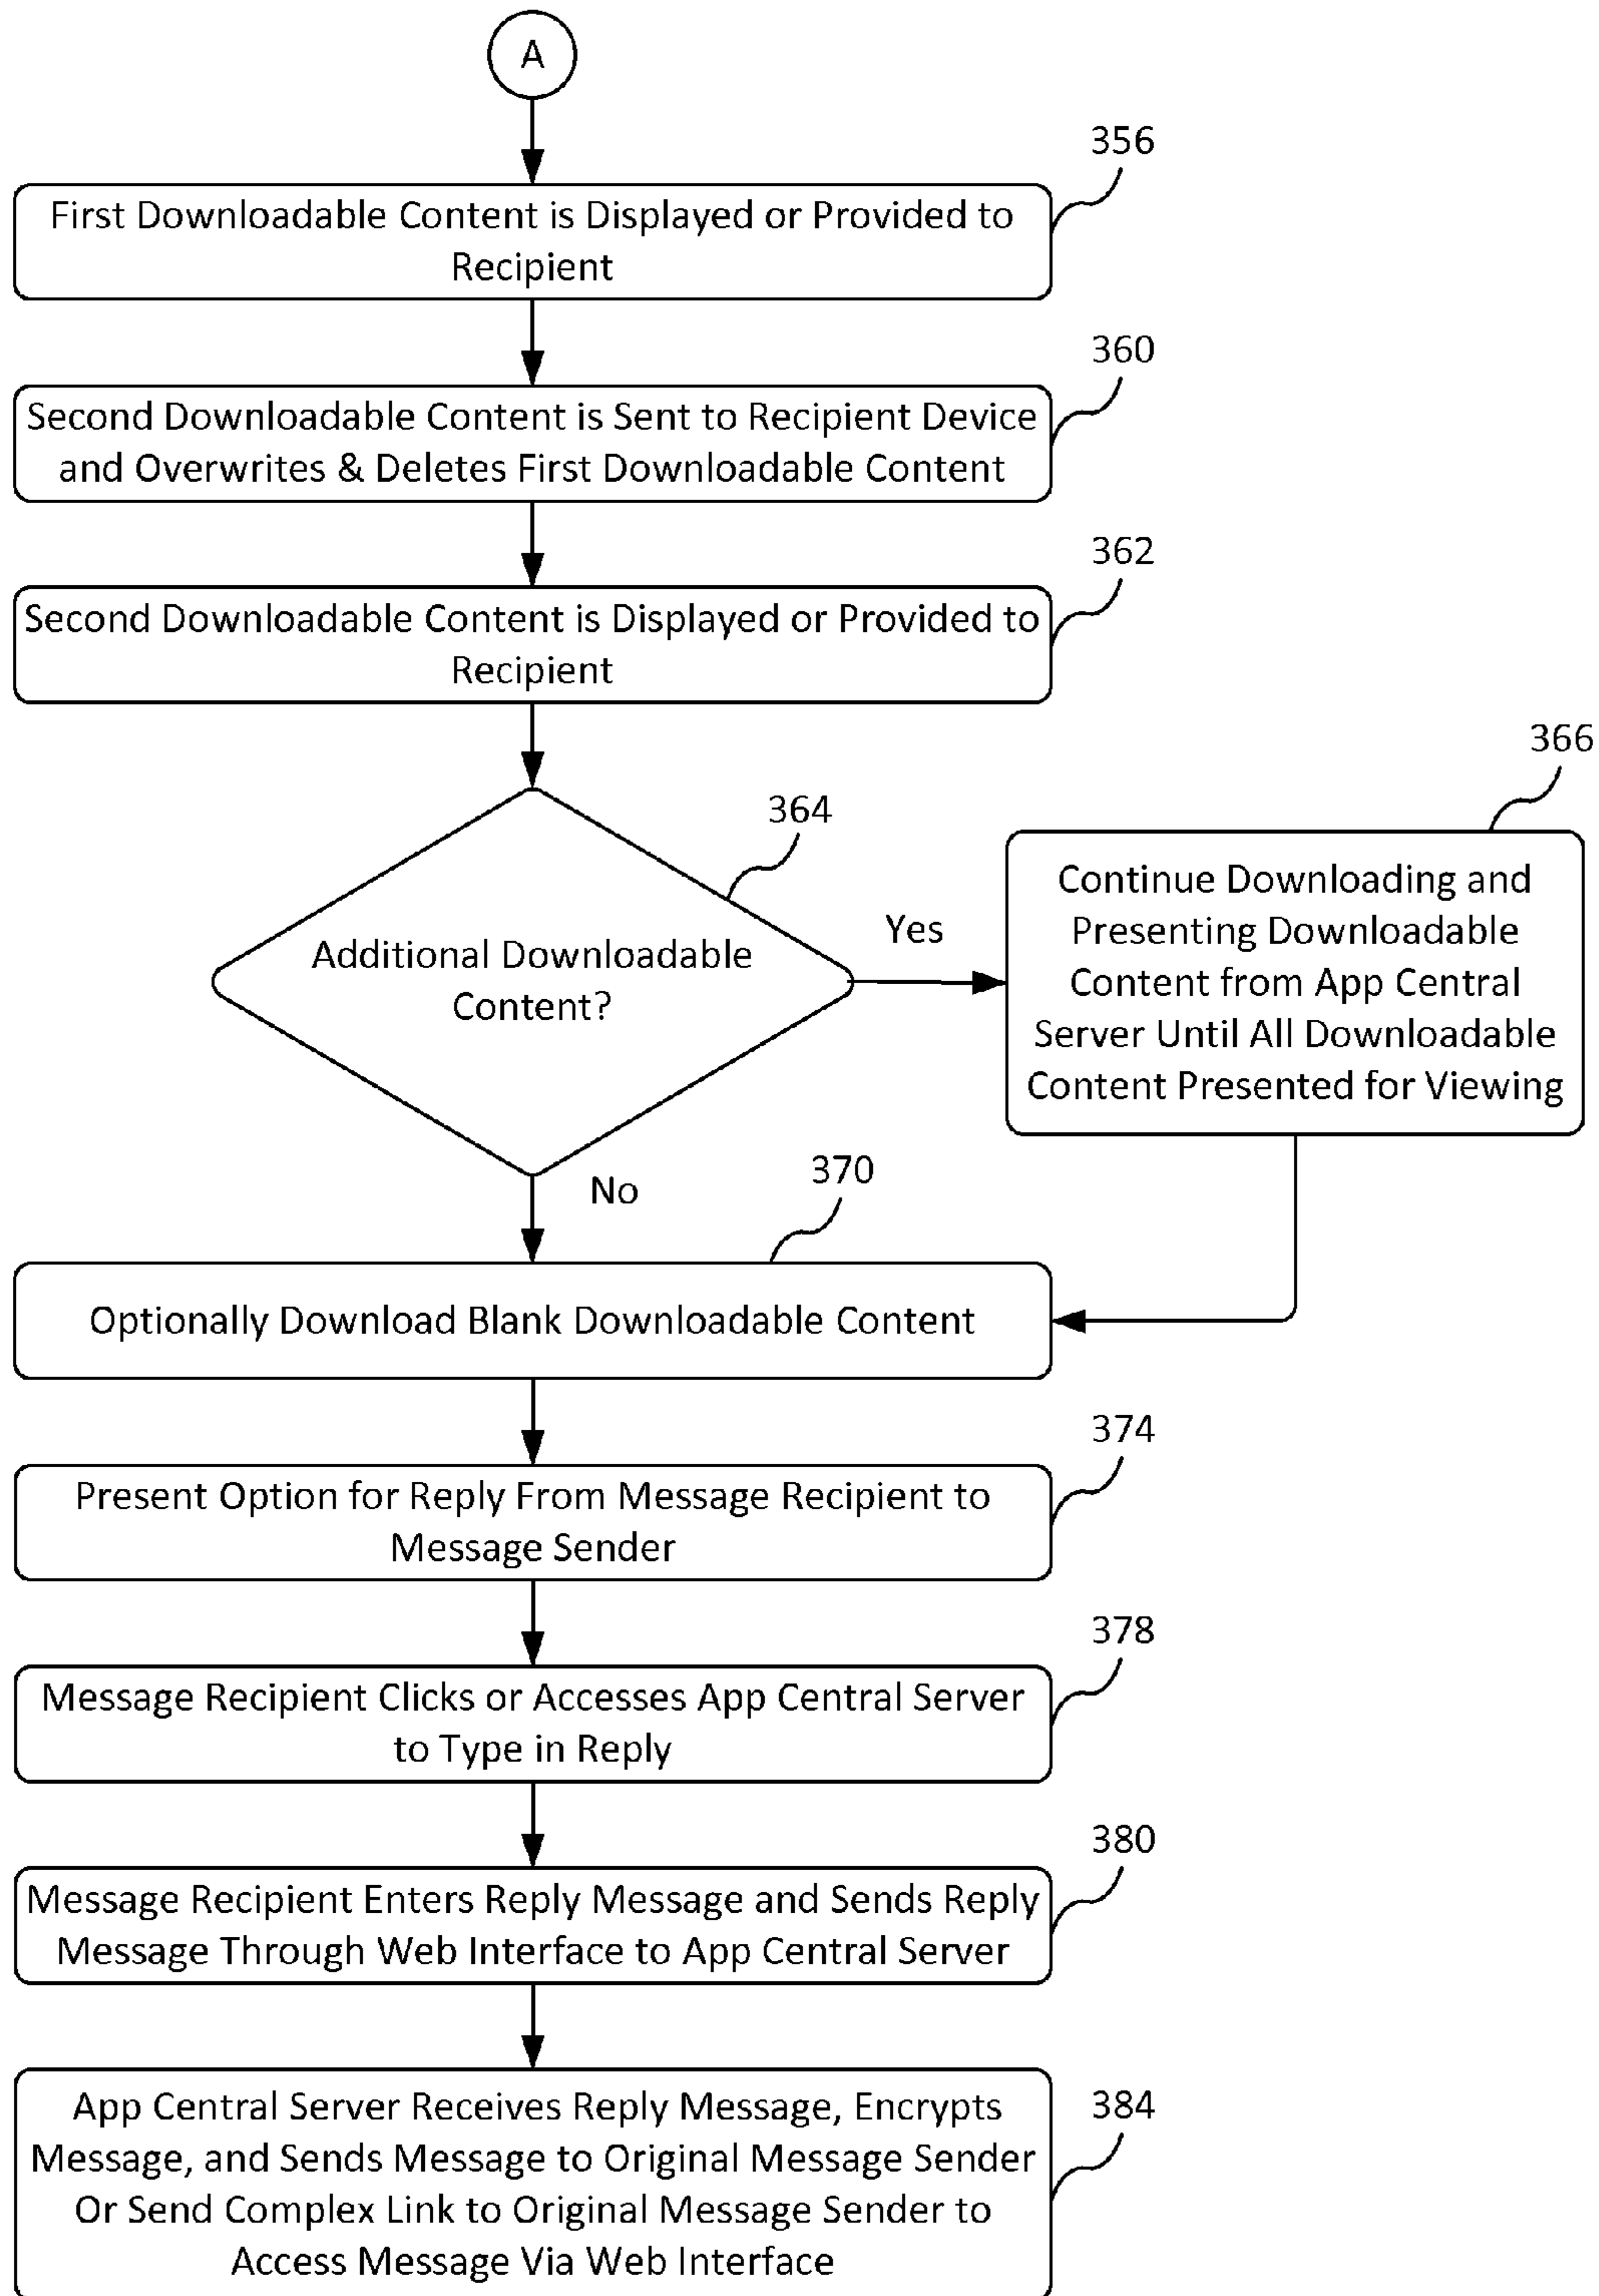 A
356
First Downloadable Content is Displayed or Provided to
Recipient
360
Second Downloadable Content is Sent to Recipient Device
and Overwrites & Deletes First Downloadable Content
362
Second Downloadable Content is Displayed or Provided to
Recipient
364
Additional Downloadable
Content?
Yes
366
Continue Downloading and
Presenting Downloadable
Content from App Central
Server Until All Downloadable
Content Presented for Viewing
No
370
Optionally Download Blank Downloadable Content
374
Present Option for Reply From Message Recipient to
Message Sender
378
Message Recipient Clicks or Accesses App Central Server
to Type in Reply
380
Message Recipient Enters Reply Message and Sends Reply
Message Through Web Interface to App Central Server
384
App Central Server Receives Reply Message, Encrypts
Message, and Sends Message to Original Message Sender
Or Send Complex Link to Original Message Sender to
Access Message Via Web Interface